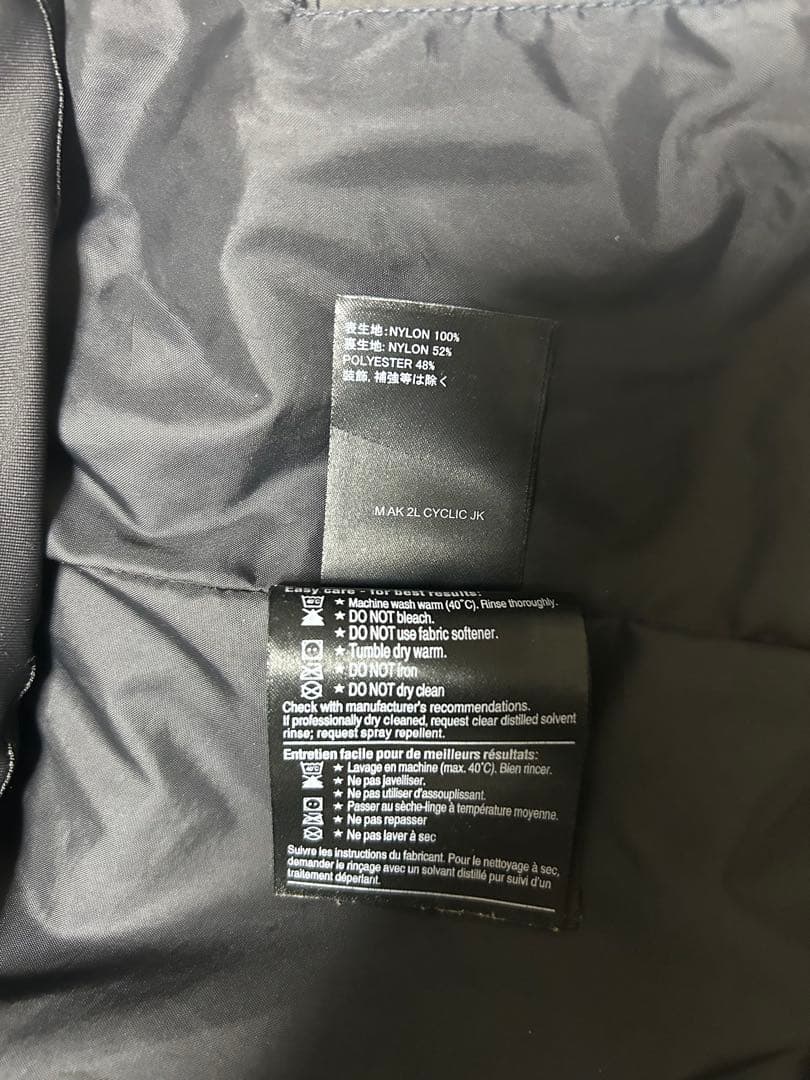 表生地:NYLON 100%
裏生地: NYLON 52%
POLYESTER 48%
装飾,補強等は除く
M AK 2L CYCLIC JK
Easy care - for best results:
★ Machine wash warm (40˚C). Rinse thoroughly.
★ DO NOT bleach.
★ DO NOT use fabric softener.
★ Tumble dry warm.
★ DO NOT iron
★ DO NOT dry clean
Check with manufacturer's recommendations.
If professionally dry cleaned, request clear distilled solvent
rinse; request spray repellent.
Entretien facile pour de meilleurs résultats:
★ Lavage en machine (max. 40˚C). Bien rincer.
★ Ne pas javelliser.
★ Ne pas utiliser d'assouplissant.
★ Passer au sèche-linge à température moyenne.
★ Ne pas repasser
★ Ne pas laver à sec
Suivre les instructions du fabricant. Pour le nettoyage à sec,
demander le rinçage avec un solvant distillé pur suivi d'un
traitement déperlant.